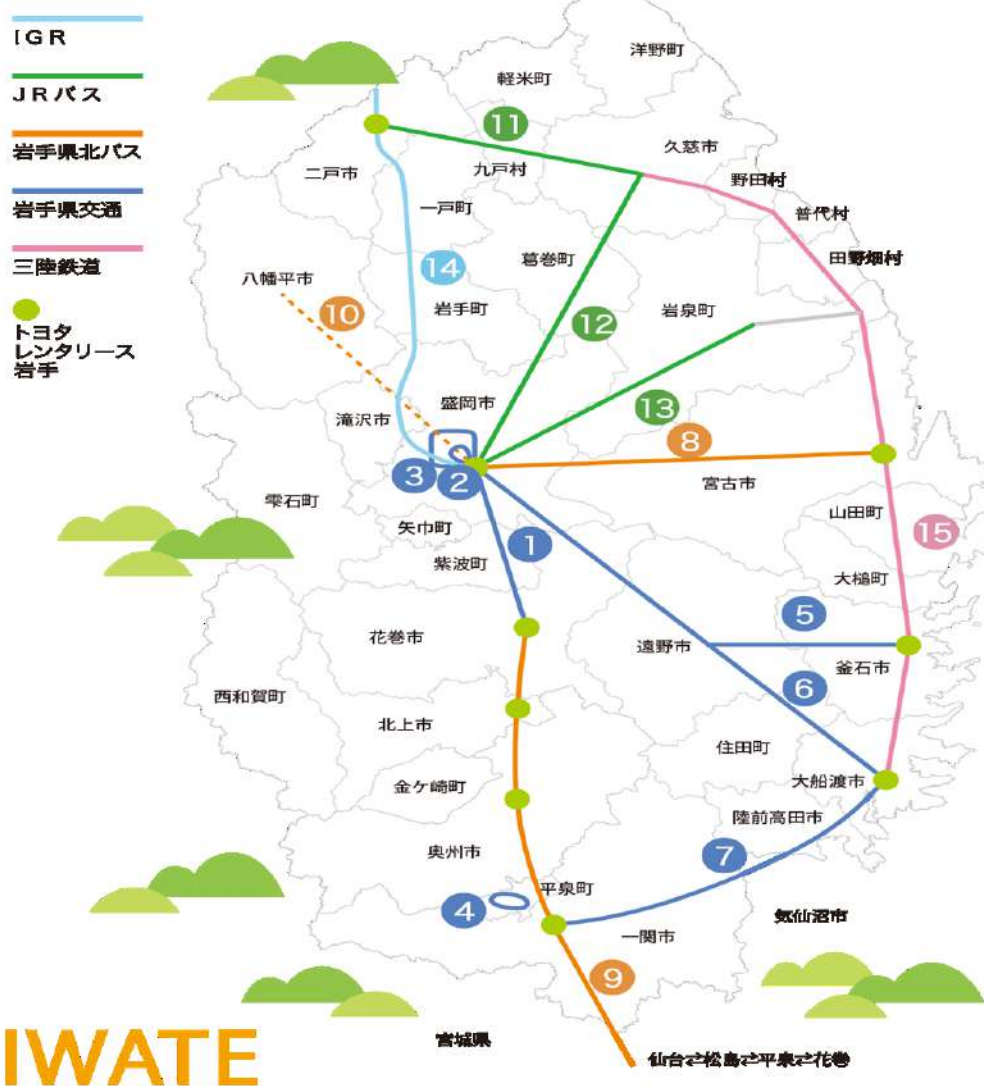 IGR
JRバス
岩手県北バス
岩手県交通
三陸鉄道
トヨタ
レンタリース
岩手
洋野町
軽米町
11
久慈市
二戸市
九戸村
野田村
一戸町
普代村
14
葛巻町
田野畑村
八幡平市
10
岩手町
12
岩泉町
盛岡市
滝沢市
13
8
3
2
宮古市
雫石町
矢巾町
1
山田町
15
紫波町
大槌町
5
花巻市
遠野市
釜石市
6
西和賀町
北上市
住田町
金ケ崎町
大船渡市
陸前高田市
奥州市
7
平泉町
4
気仙沼市
一関市
9
IWATE
宮城県
仙台⇄松島⇄平泉⇄花巻